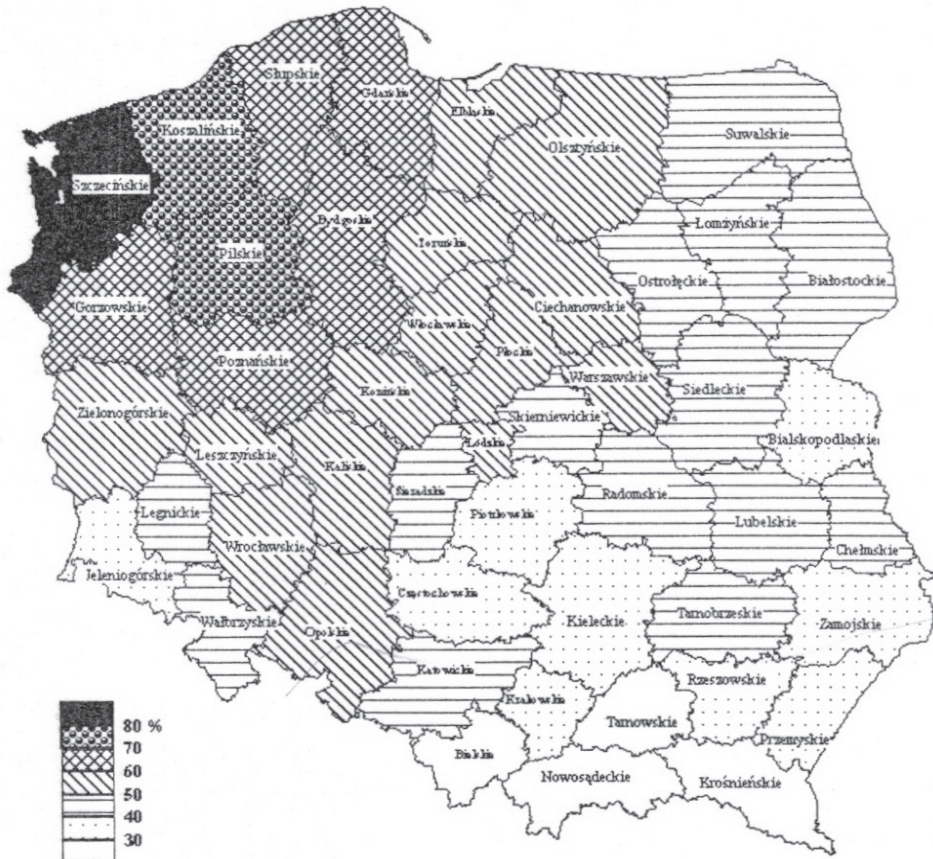 Słupskie
Gdańskie
Elbląskie
Koszalińskie
Suwalskie
Olsztyńskie
Szczecińskie
Łomżyńskie
Bydgoskie
Toruńskie
Pilskie
Ostrołęckie
Białostockie
Gorzowskie
Ciechanowskie
Włocławskie
Płockie
Poznańskie
Warszawskie
Konińskie
Siedleckie
Zielonogórskie
Skierniewickie
Bialskopodlaskie
Łódzkie
Leszczyńskie
Kaliskie
Sieradzkie
Radomskie
Legnickie
Piotrkowskie
Lubelskie
Wrocławskie
Chełmskie
Jeleniogórskie
Częstochowskie
Tarnobrzeskie
Wałbrzyskie
Kieleckie
Zamojskie
Opolskie
Katowickie
Rzeszowskie
Krakowskie
Tarnowskie
Przemyskie
Bialskie
Nowosądeckie
Krośnieńskie
80 %
70
60
50
40
30